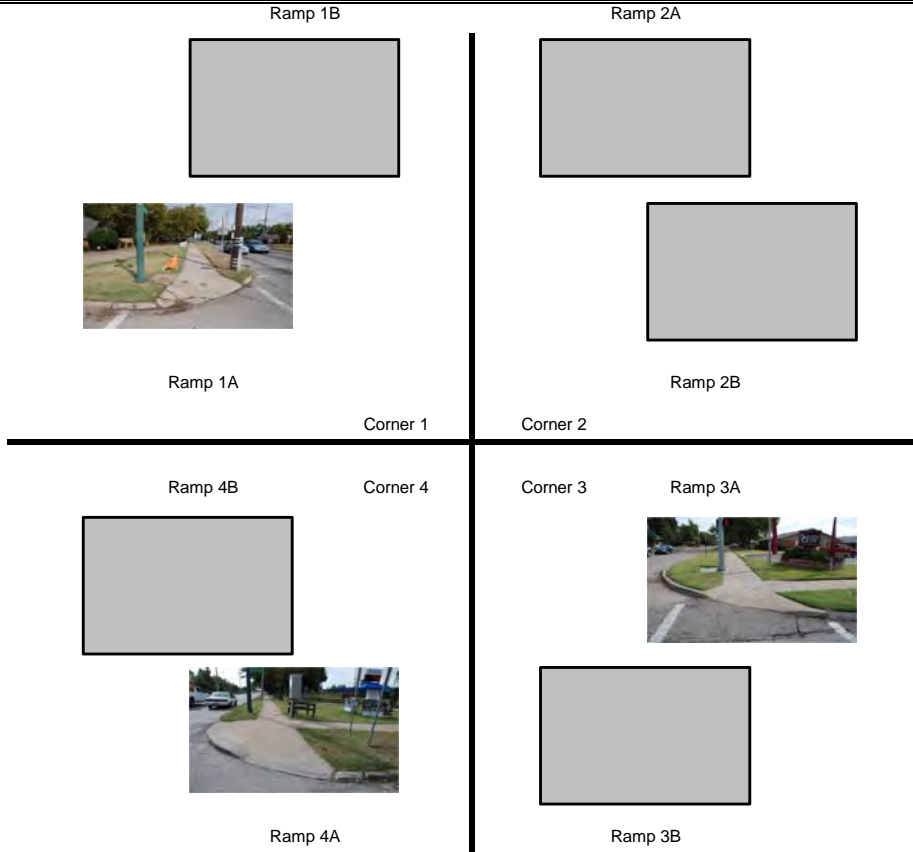 Ramp 1B
Ramp 2A
Ramp 1A
Ramp 2B
Corner 1
Corner 2
Ramp 4B
Corner 4
Corner 3
Ramp 3A
Ramp 4A
Ramp 3B